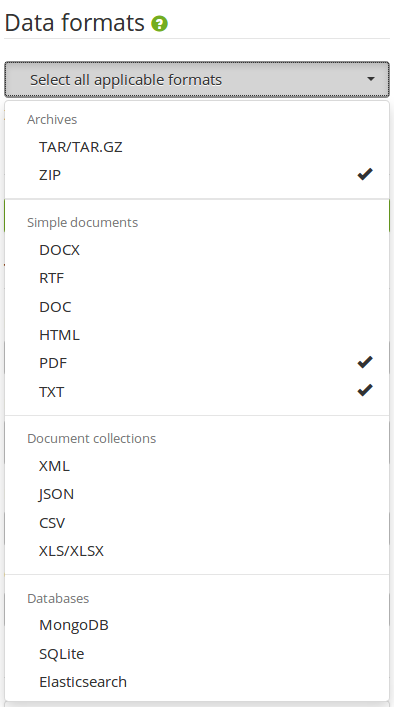 Data formats ?
Select all applicable formats
Archives
TAR/TAR.GZ
ZIP
Simple documents
DOCX
RTF
DOC
HTML
PDF
TXT
Document collections
XML
JSON
CSV
XLS/XLSX
Databases
MongoDB
SQLite
Elasticsearch